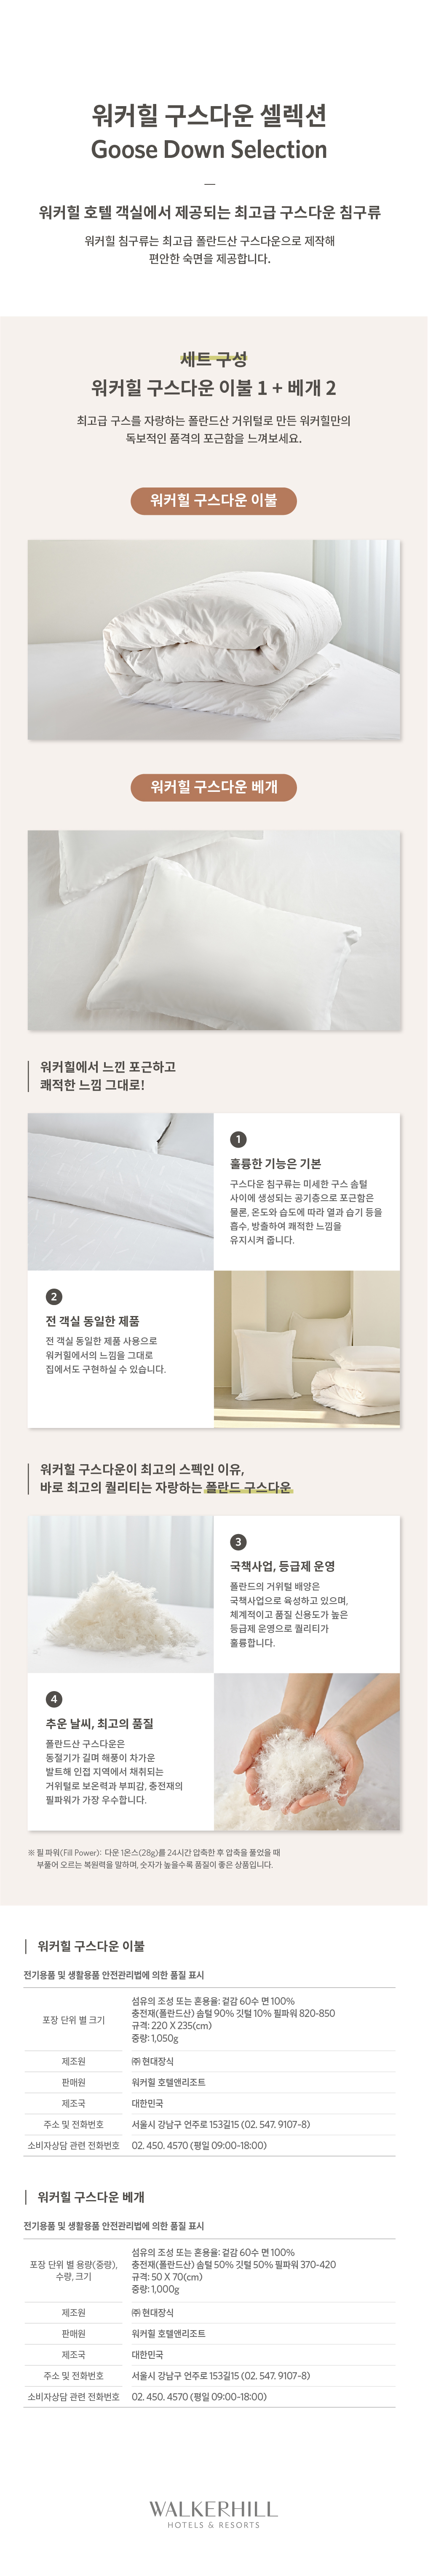 워커힐 구스다운 셀렉션
Goose Down Selection
워커힐 호텔 객실에서 제공되는 최고급 구스다운 침구류
워커힐 침구류는 최고급 폴란드산 구스다운으로 제작해
편안한 숙면을 제공합니다.
세트 구성
워커힐 구스다운 이불 1 + 베개 2
최고급 구스를 자랑하는 폴란드산 거위털로 만든 워커힐만의
독보적인 품격의 포근함을 느껴보세요.
워커힐 구스다운 이불
워커힐 구스다운 베개
워커힐에서 느낀 포근하고
쾌적한 느낌 그대로!
1
훌륭한 기능은 기본
구스다운 침구류는 미세한 구스 솜털
사이에 생성되는 공기층으로 포근함은
물론, 온도와 습도에 따라 열과 습기 등을
흡수, 방출하여 쾌적한 느낌을
유지시켜 줍니다.
2
전 객실 동일한 제품
전 객실 동일한 제품 사용으로
워커힐에서의 느낌을 그대로
집에서도 구현하실 수 있습니다.
워커힐 구스다운이 최고의 스펙인 이유,
바로 최고의 퀄리티는 자랑하는 폴란드 구스다운
3
국책사업, 등급제 운영
폴란드의 거위털 배양은
국책사업으로 육성하고 있으며,
체계적이고 품질 신용도가 높은
등급제 운영으로 퀄리티가
훌륭합니다.
4
추운 날씨, 최고의 품질
폴란드산 구스다운은
동절기가 길며 해풍이 차가운
발트해 인접 지역에서 채취되는
거위털로 보온력과 부피감, 충전재의
필파워가 가장 우수합니다.
※ 필 파워(Fill Power): 다운 1온스(28g)를 24시간 압축한 후 압축을 풀었을 때
부풀어 오르는 복원력을 말하며, 숫자가 높을수록 품질이 좋은 상품입니다.
워커힐 구스다운 이불
전기용품 및 생활용품 안전관리법에 의한 품질 표시
포장 단위 별 크기
섬유의 조성 또는 혼용율: 겉감 60수 면 100%
충전재(폴란드산) 솜털 90% 깃털 10% 필파워 820-850
규격: 220 X 235(cm)
중량: 1,050g
제조원 ㈜ 현대장식
판매원 워커힐 호텔앤리조트
제조국 대한민국
주소 및 전화번호 서울시 강남구 언주로 153길15 (02. 547. 9107-8)
소비자상담 관련 전화번호 02. 450. 4570 (평일 09:00-18:00)
워커힐 구스다운 베개
전기용품 및 생활용품 안전관리법에 의한 품질 표시
포장 단위 별 용량(중량),
수량, 크기
섬유의 조성 또는 혼용율: 겉감 60수 면 100%
충전재(폴란드산) 솜털 50% 깃털 50% 필파워 370-420
규격: 50 X 70(cm)
중량: 1,000g
제조원 ㈜ 현대장식
판매원 워커힐 호텔앤리조트
제조국 대한민국
주소 및 전화번호 서울시 강남구 언주로 153길15 (02. 547. 9107-8)
소비자상담 관련 전화번호 02. 450. 4570 (평일 09:00-18:00)
WALKERHILL
HOTELS & RESORTS